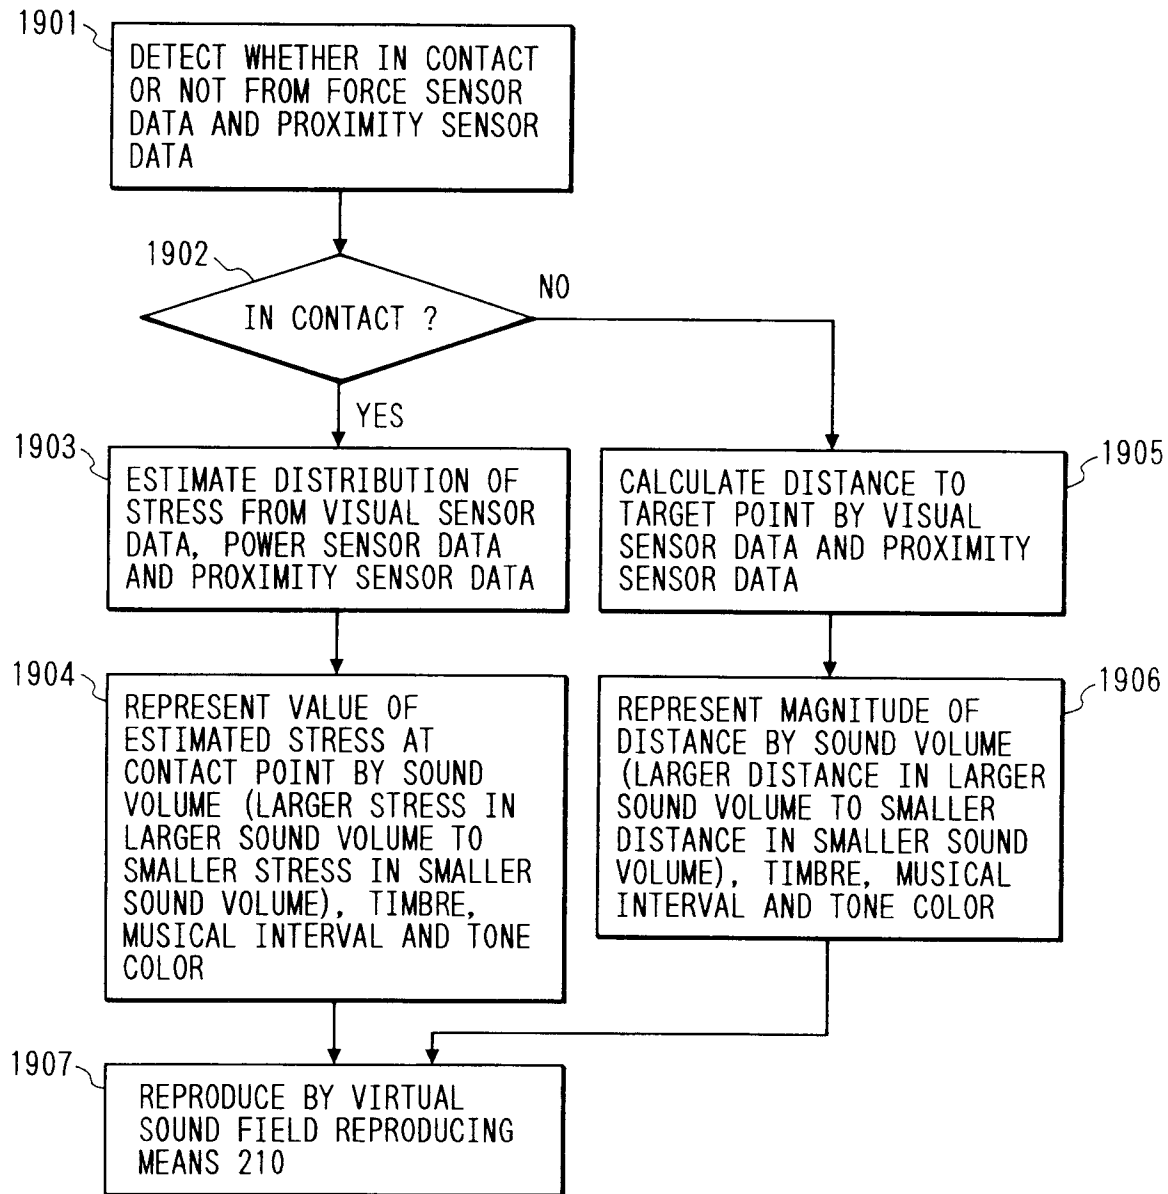 1901
DETECT WHETHER IN CONTACT
OR NOT FROM FORCE SENSOR
DATA AND PROXIMITY SENSOR
DATA
1902
IN CONTACT ?
NO
YES
1903
ESTIMATE DISTRIBUTION OF
STRESS FROM VISUAL SENSOR
DATA, POWER SENSOR DATA
AND PROXIMITY SENSOR DATA
1905
CALCULATE DISTANCE TO
TARGET POINT BY VISUAL
SENSOR DATA AND PROXIMITY
SENSOR DATA
1904
REPRESENT VALUE OF
ESTIMATED STRESS AT
CONTACT POINT BY SOUND
VOLUME (LARGER STRESS IN
LARGER SOUND VOLUME TO
SMALLER STRESS IN SMALLER
SOUND VOLUME), TIMBRE,
MUSICAL INTERVAL AND TONE
COLOR
1906
REPRESENT MAGNITUDE OF
DISTANCE BY SOUND VOLUME
(LARGER DISTANCE IN LARGER
SOUND VOLUME TO SMALLER
DISTANCE IN SMALLER SOUND
VOLUME), TIMBRE, MUSICAL
INTERVAL AND TONE COLOR
1907
REPRODUCE BY VIRTUAL
SOUND FIELD REPRODUCING
MEANS 210